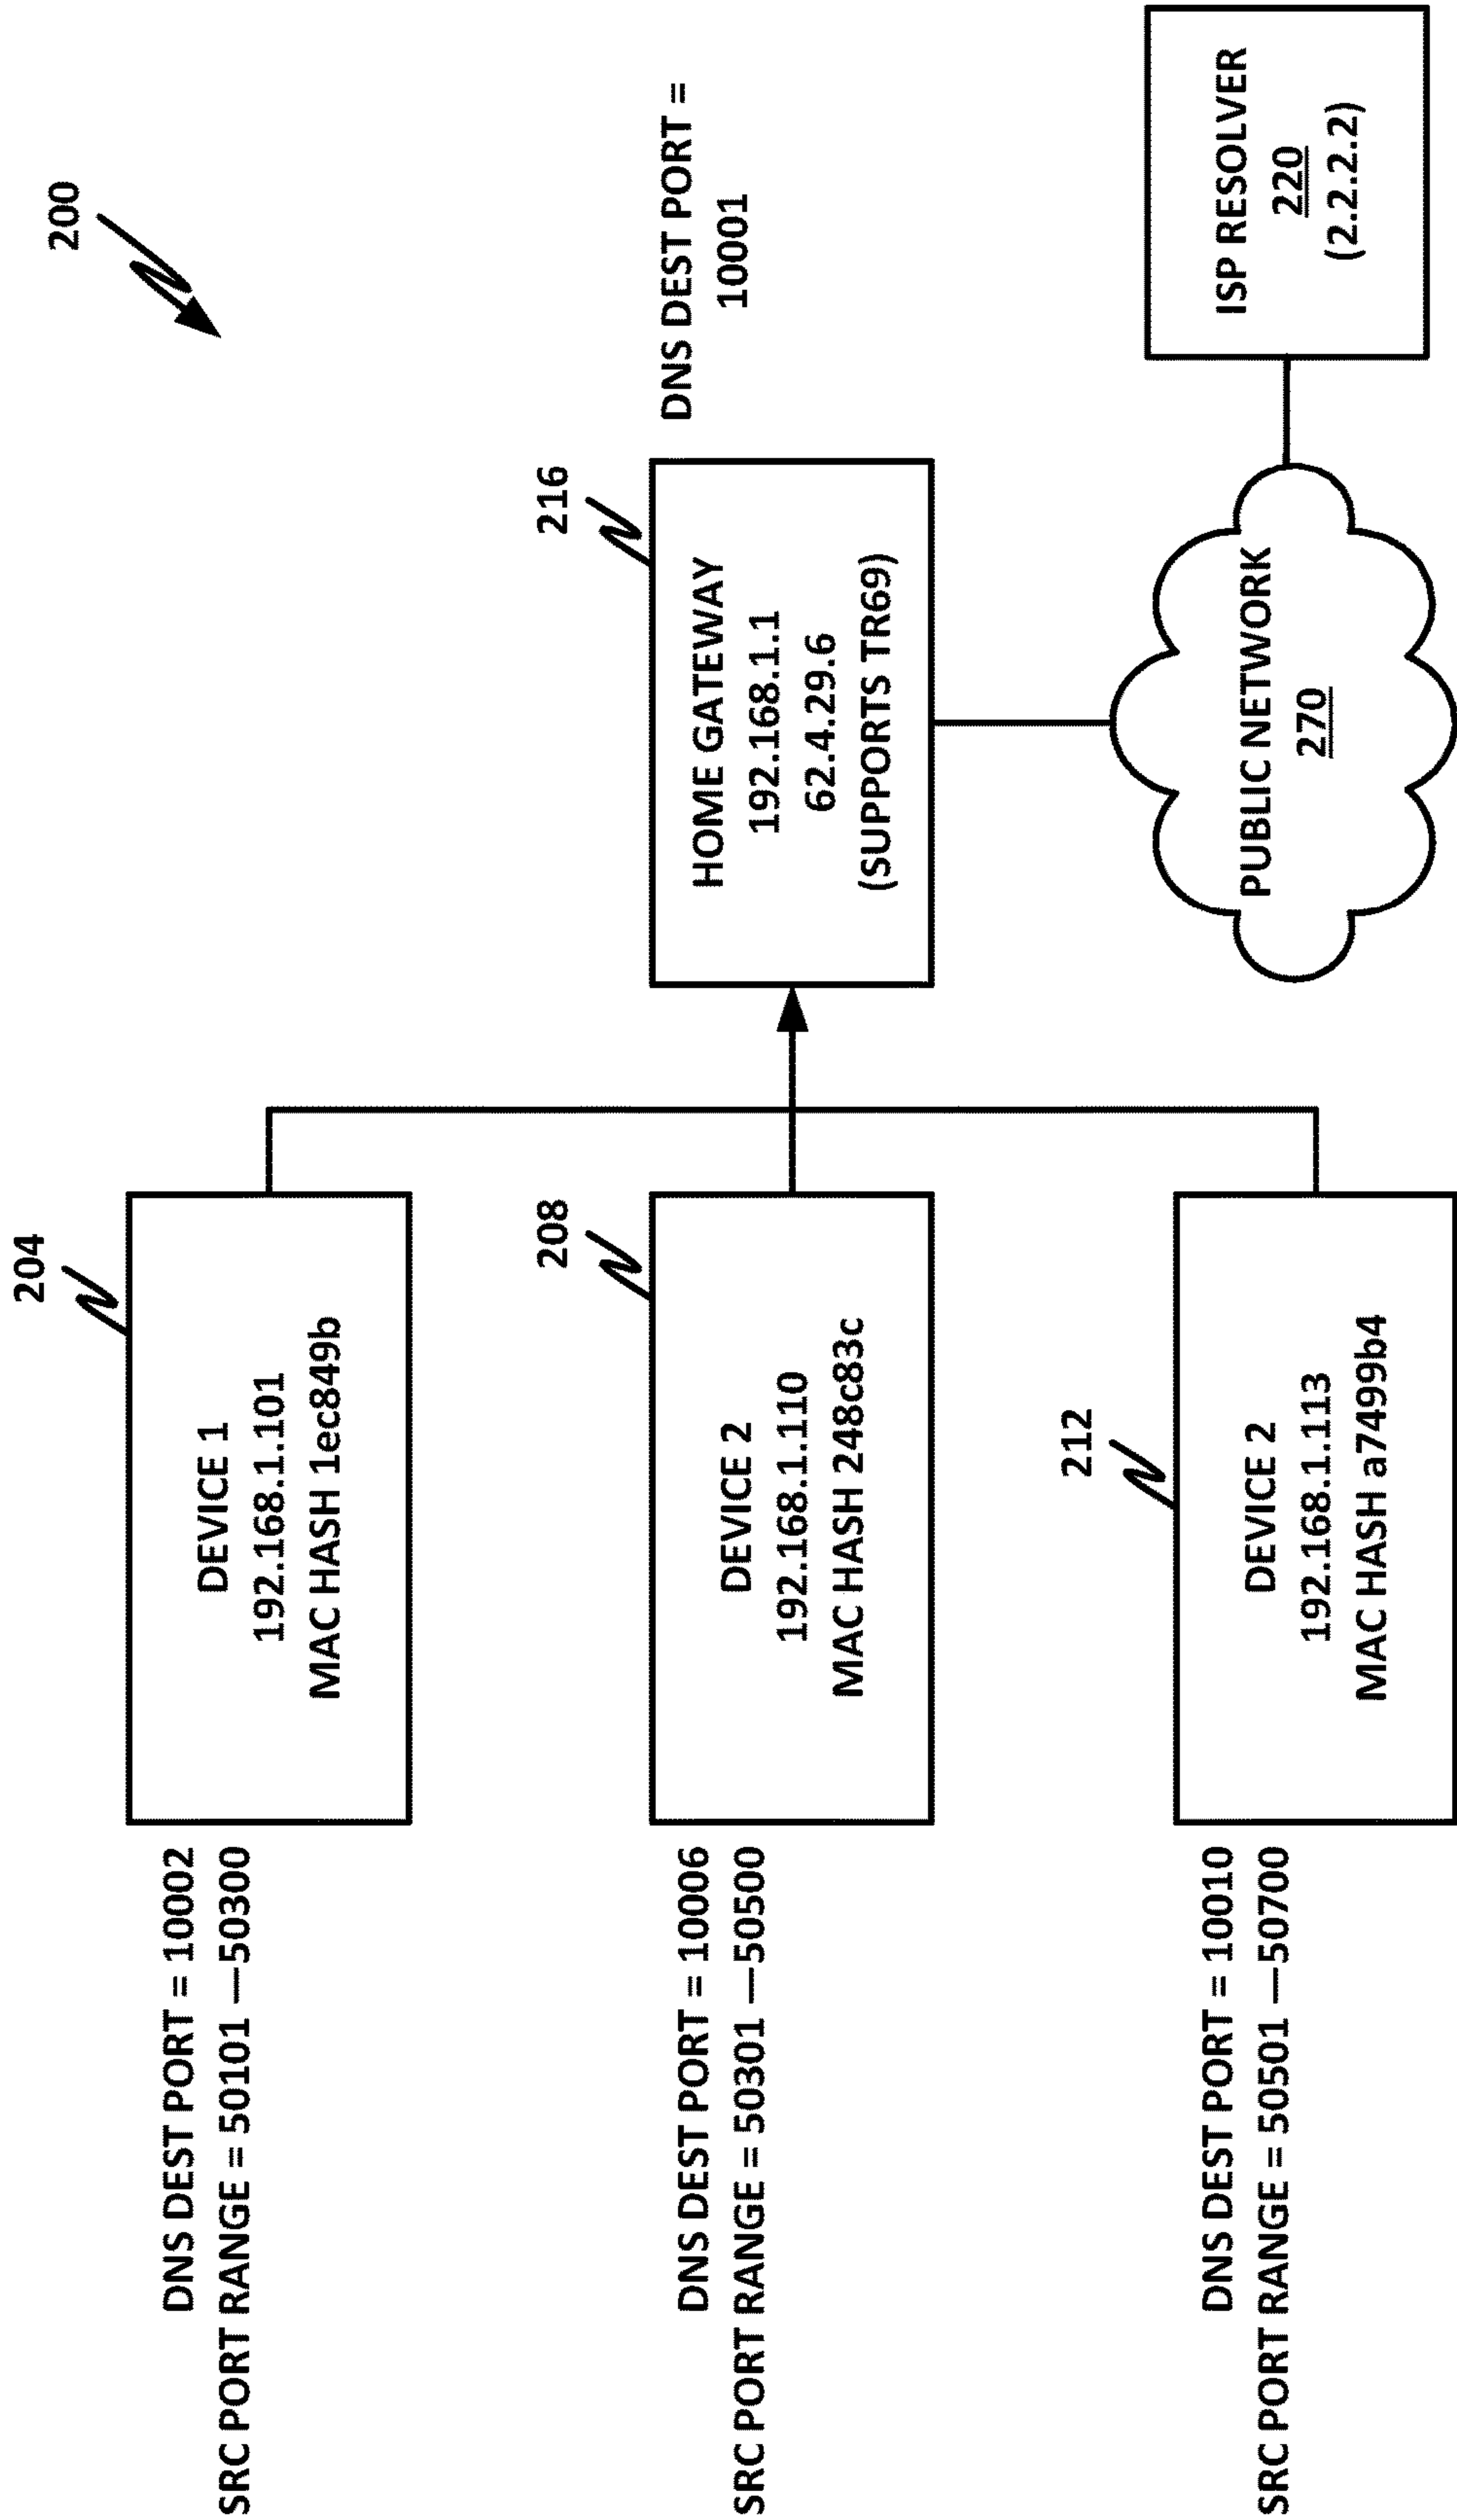 200
204
DNS DEST PORT = 10002
SRC PORT RANGE = 50101 —50300
DEVICE 1
192.168.1.101
MAC HASH 1ec849b
208
DNS DEST PORT = 10006
SRC PORT RANGE = 50301 —50500
DEVICE 2
192.168.1.110
MAC HASH 248c83c
216
HOME GATEWAY
192.168.1.1
62.4.29.6
(SUPPORTS TR69)
DNS DEST PORT =
10001
212
DNS DEST PORT = 10010
SRC PORT RANGE = 50501 —50700
DEVICE 2
192.168.1.113
MAC HASH a7499b4
PUBLIC NETWORK
270
ISP RESOLVER
220
(2.2.2.2)